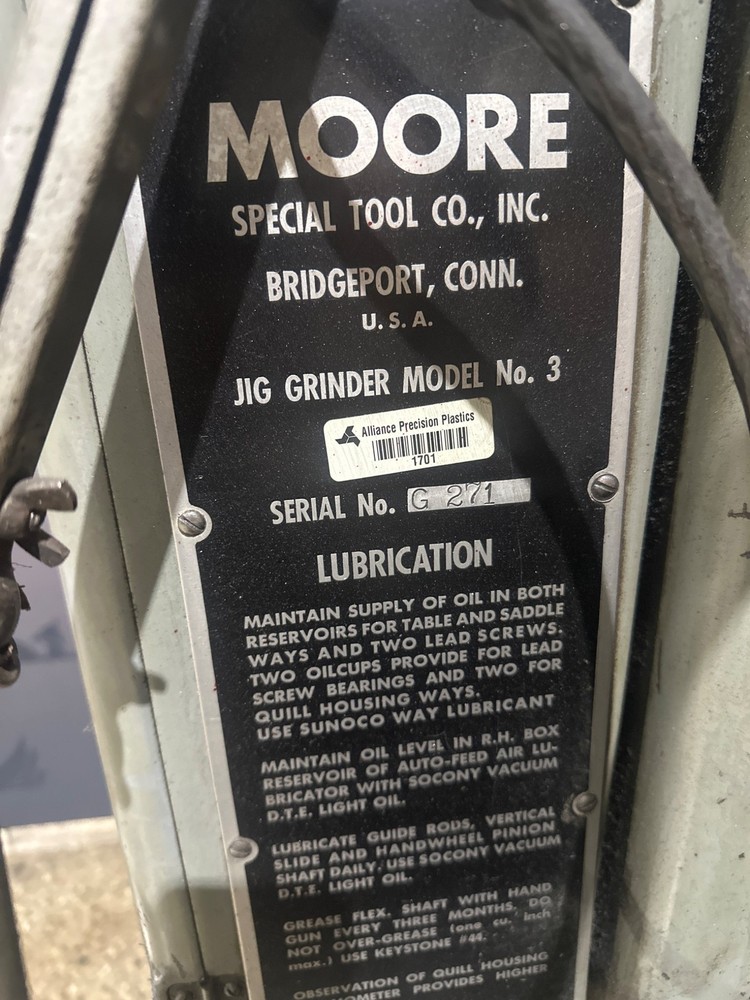 MOORE
SPECIAL TOOL CO., INC.
BRIDGEPORT, CONN.
U.S.A.
JIG GRINDER MODEL No. 3
Alliance Precision Plastics
1701
SERIAL No. G 271
LUBRICATION
MAINTAIN SUPPLY OF OIL IN BOTH
RESERVOIRS FOR TABLE AND SADDLE
WAYS AND TWO LEAD SCREWS.
TWO OILCUPS PROVIDE FOR LEAD
SCREW BEARINGS AND TWO FOR
QUILL HOUSING WAYS.
USE SUNOCO WAY LUBRICANT
MAINTAIN OIL LEVEL IN R.H. BOX
RESERVOIR OF AUTO-FEED AIR LU-
BRICATOR WITH SOCONY VACUUM
D.T.E. LIGHT OIL.
LUBRICATE GUIDE RODS, VERTICAL
SLIDE AND HANDWHEEL PINION
SHAFT DAILY. USE SOCONY VACUUM
D.T.E. LIGHT OIL.
GREASE FLEX. SHAFT WITH HAND
GUN EVERY THREE MONTHS. DO
NOT OVER-GREASE (one cu. inch
max.) USE KEYSTONE #44.
OBSERVATION OF QUILL HOUSING
PROVIDES HIGHER